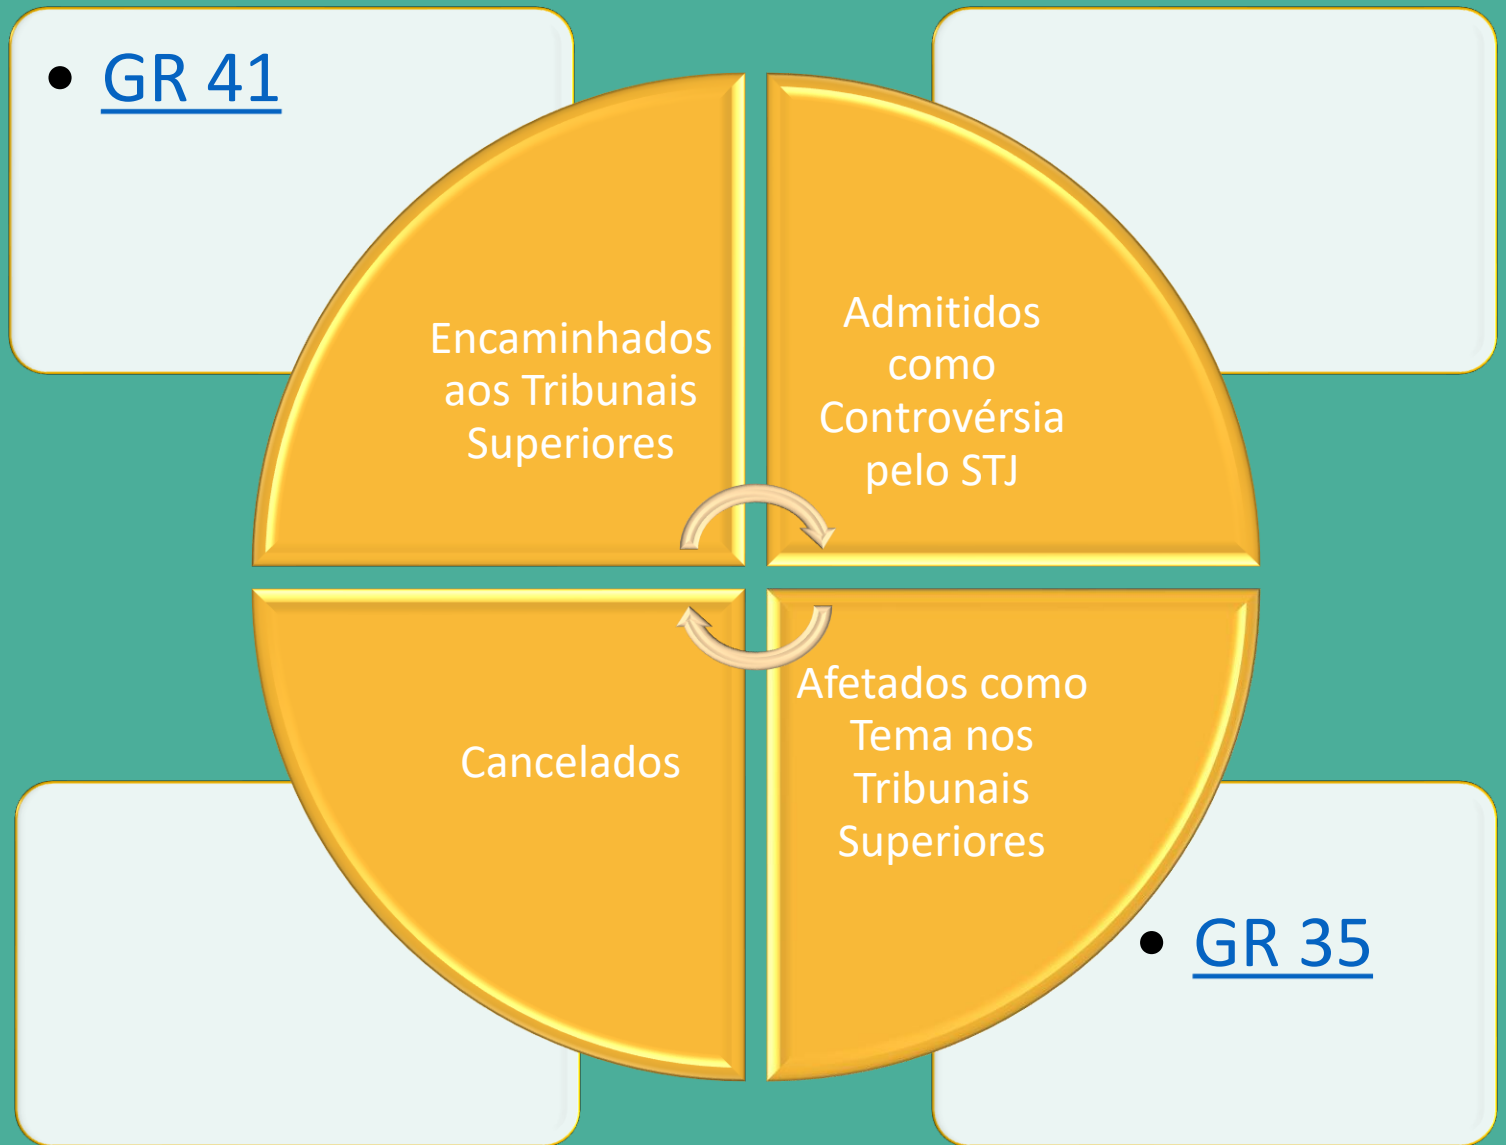 • GR 41
Encaminhados
aos Tribunais
Superiores
Admitidos
como
Controvérsia
pelo STJ
Cancelados
Afetados como
Tema nos
Tribunais
Superiores
• GR 35